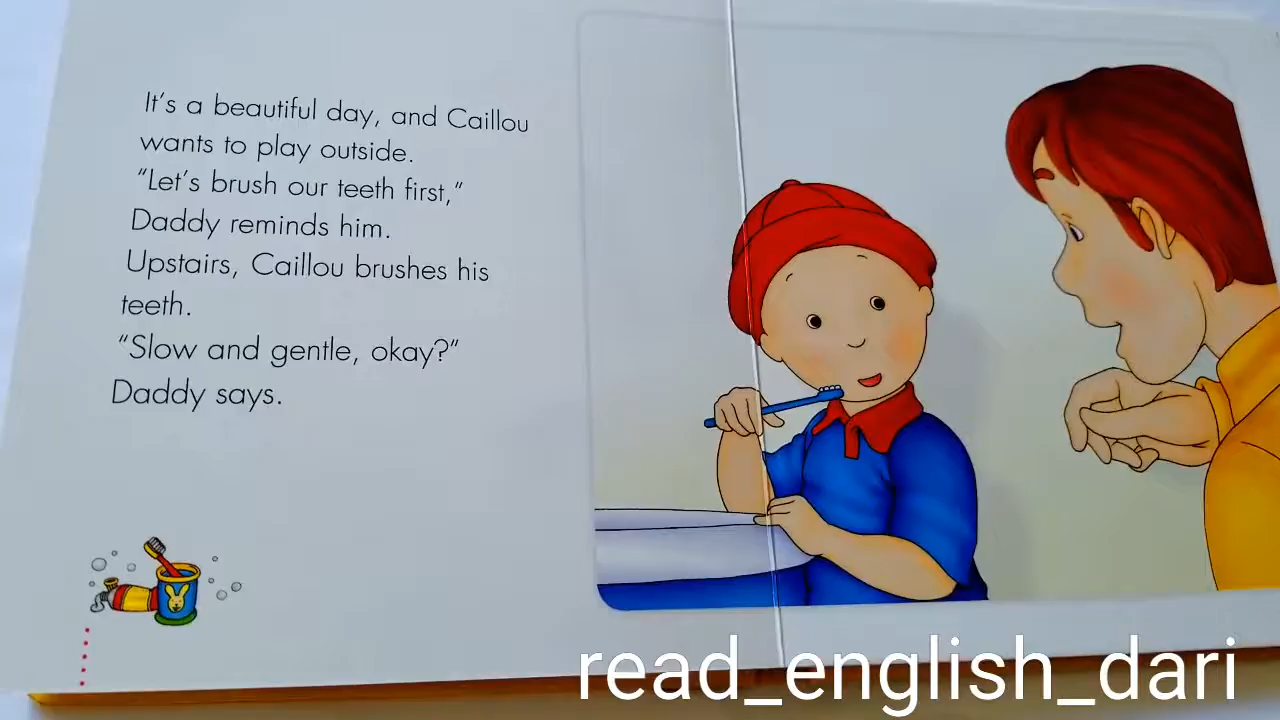 It's a beautiful day, and Caillou
wants to play outside.
"Let's brush our teeth first,"
Daddy reminds him.
Upstairs, Caillou brushes his
teeth.
"Slow and gentle, okay?"
Daddy says.
read_english_dari